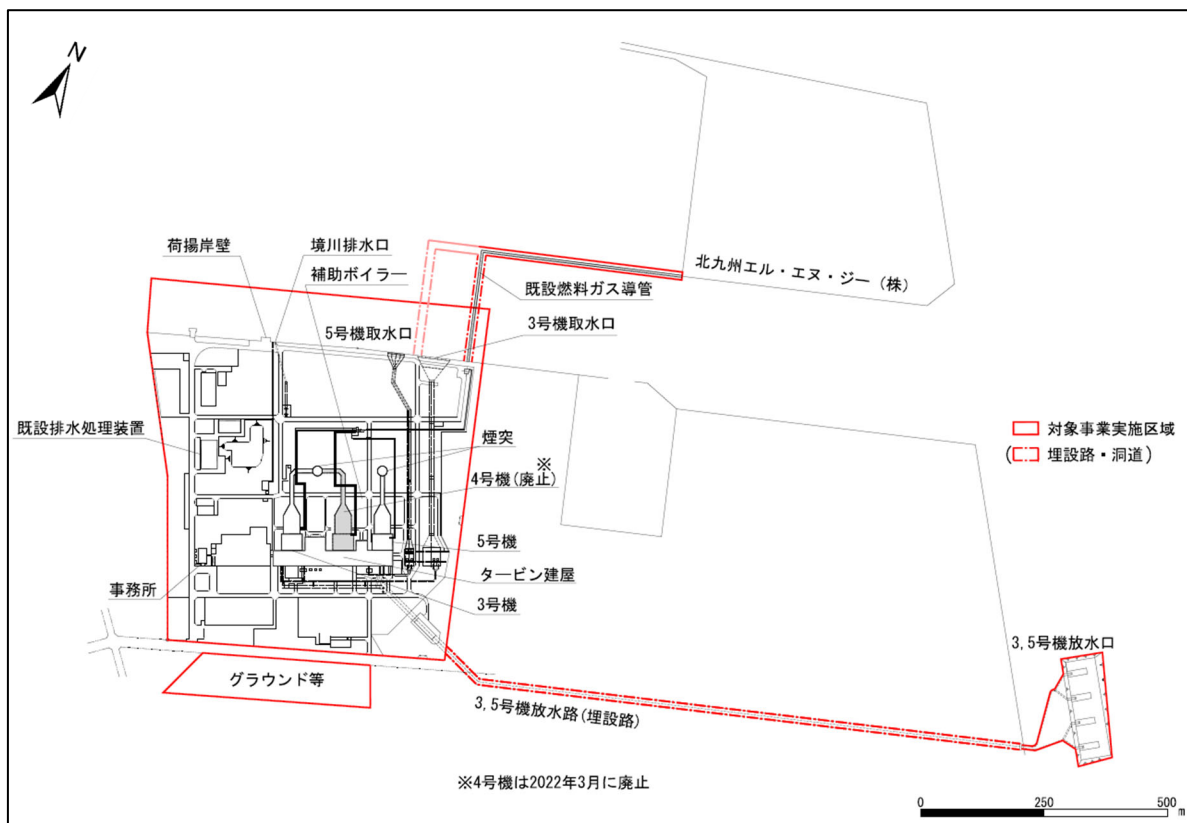 N
荷揚岸壁
境川排水口
補助ボイラー
北九州エル・エヌ・ジー(株)
既設燃料ガス導管
3号機取水口
5号機取水口
既設排水処理装置
煙突
※
4号機(廃止)
対象事業実施区域
(埋設路・洞道)
5号機
タービン建屋
事務所
3号機
3,5号機放水口
グラウンド等
3,5号機放水路(埋設路)
※4号機は2022年3月に廃止
0 250 500 m